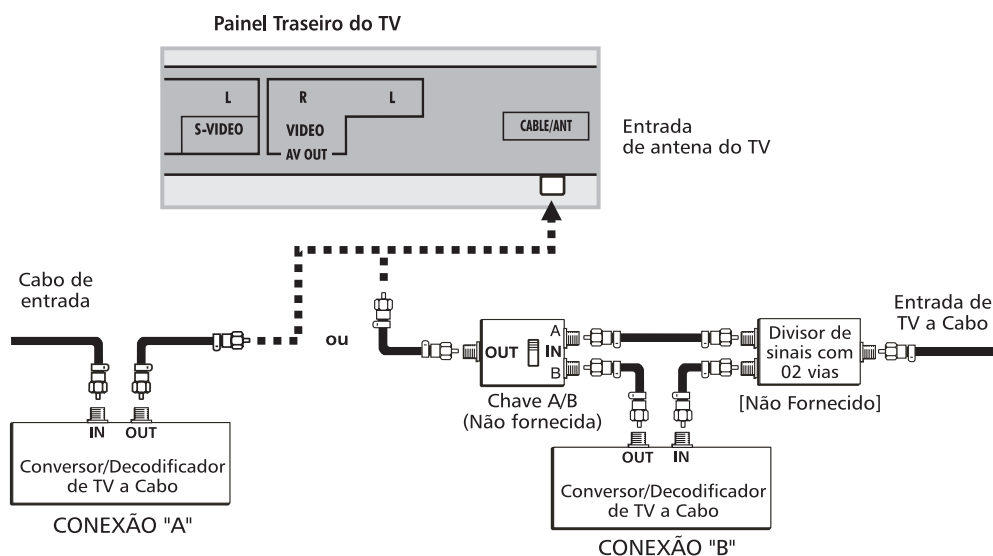 Painel Traseiro do TV
L
R
L
S-VIDEO
VIDEO
AV OUT
CABLE/ANT
Entrada
de antena do TV
Cabo de
entrada
ou
OUT
A
IN
B
Chave A/B
(Não fornecida)
Divisor de
sinais com
02 vias
[Não Fornecido]
Entrada de
TV a Cabo
IN
OUT
Conversor/Decodificador
de TV a Cabo
CONEXÃO "A"
OUT
IN
Conversor/Decodificador
de TV a Cabo
CONEXÃO "B"